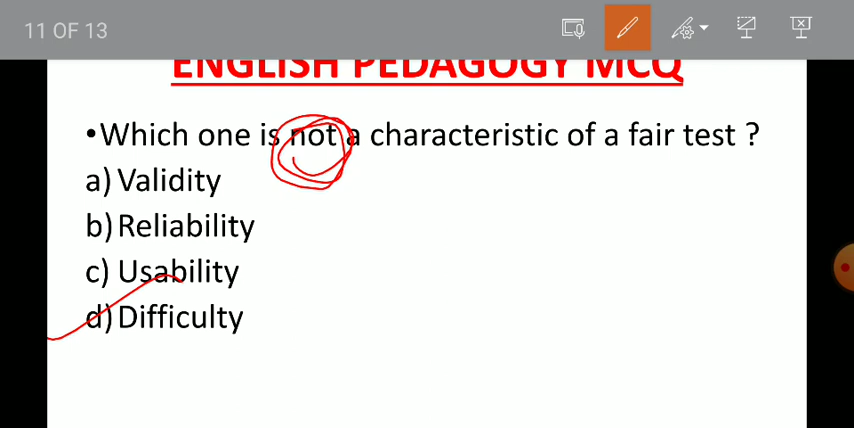 11 OF 13
ENGLISH PEDAGOGY MCQ
•Which one is not a characteristic of a fair test ?
a) Validity
b) Reliability
c) Usability
d) Difficulty